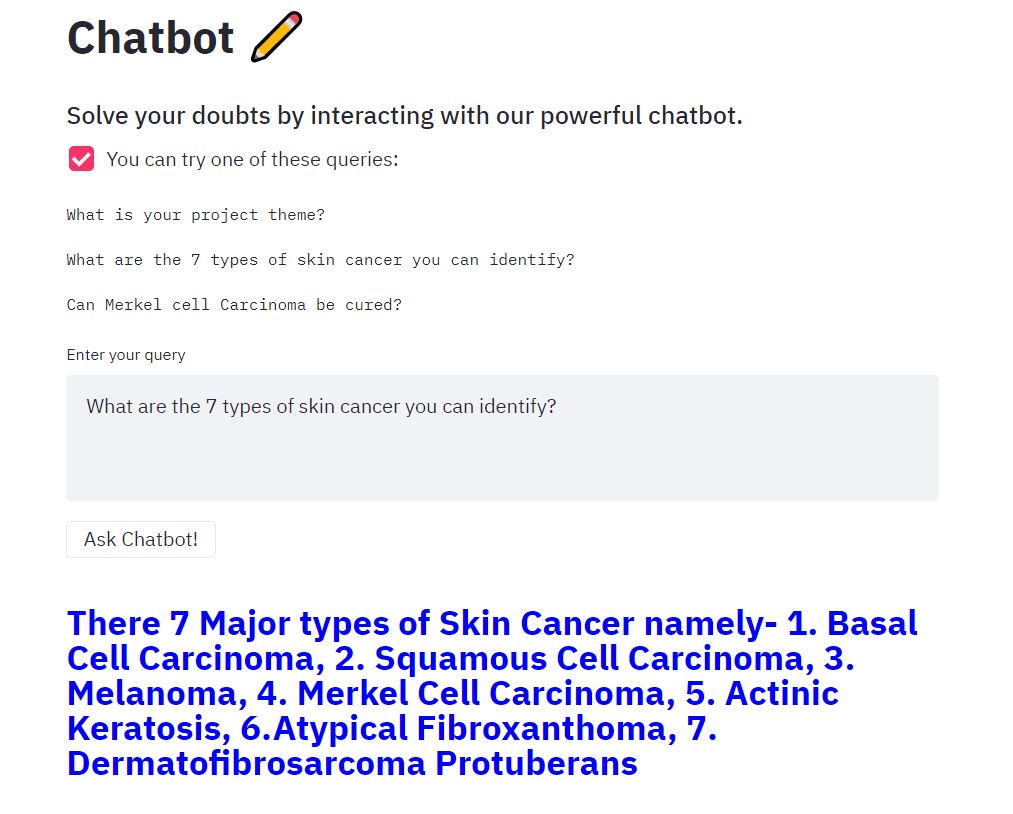 Chatbot
Solve your doubts by interacting with our powerful chatbot.
You can try one of these queries:
What is your project theme?
What are the 7 types of skin cancer you can identify?
Can Merkel cell Carcinoma be cured?
Enter your query
What are the 7 types of skin cancer you can identify?
Ask Chatbot!
There 7 Major types of Skin Cancer namely- 1. Basal
Cell Carcinoma, 2. Squamous Cell Carcinoma, 3.
Melanoma, 4. Merkel Cell Carcinoma, 5. Actinic
Keratosis, 6.Atypical Fibroxanthoma, 7.
Dermatofibrosarcoma Protuberans